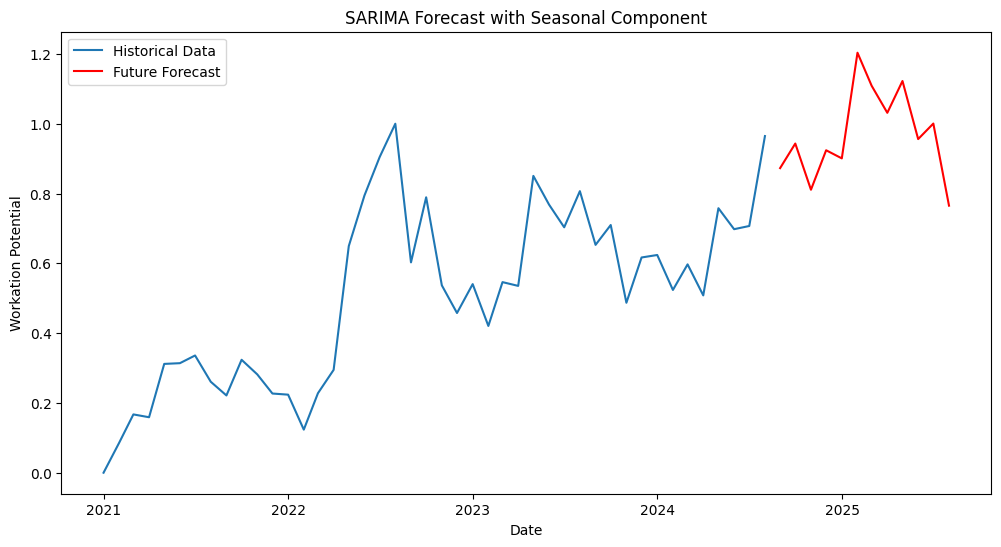 SARIMA Forecast with Seasonal Component
Historical Data
Future Forecast
Workation Potential
1.2
1.0
0.8
0.6
0.4
0.2
0.0
2021 2022 2023 2024 2025
Date